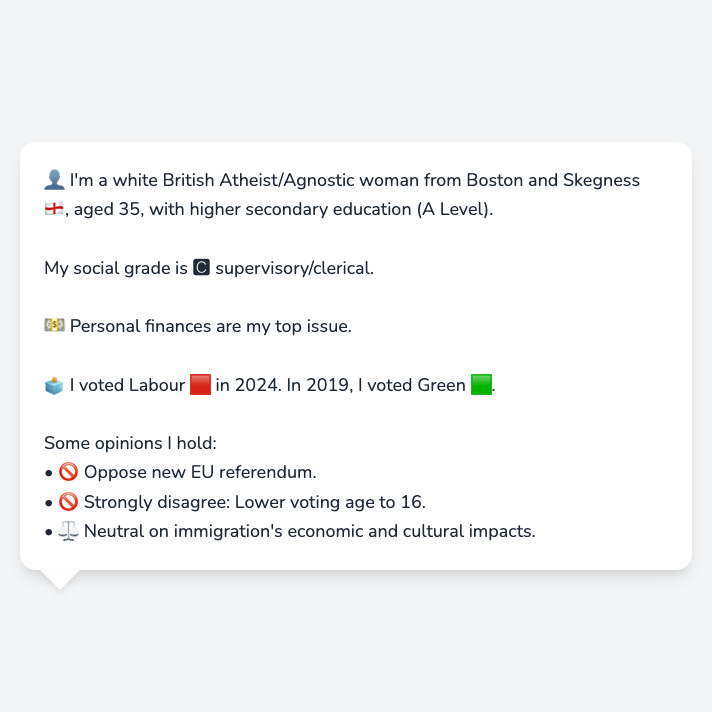 👤 I'm a white British Atheist/Agnostic woman from Boston and Skegness
🏴󠁧󠁢󠁥󠁮󠁧󠁿, aged 35, with higher secondary education (A Level).
My social grade is 🅲 supervisory/clerical.
💵 Personal finances are my top issue.
🗳️ I voted Labour 🟥 in 2024. In 2019, I voted Green 🟩.
Some opinions I hold:
• 🚫 Oppose new EU referendum.
• 🚫 Strongly disagree: Lower voting age to 16.
• ⚖️ Neutral on immigration's economic and cultural impacts.